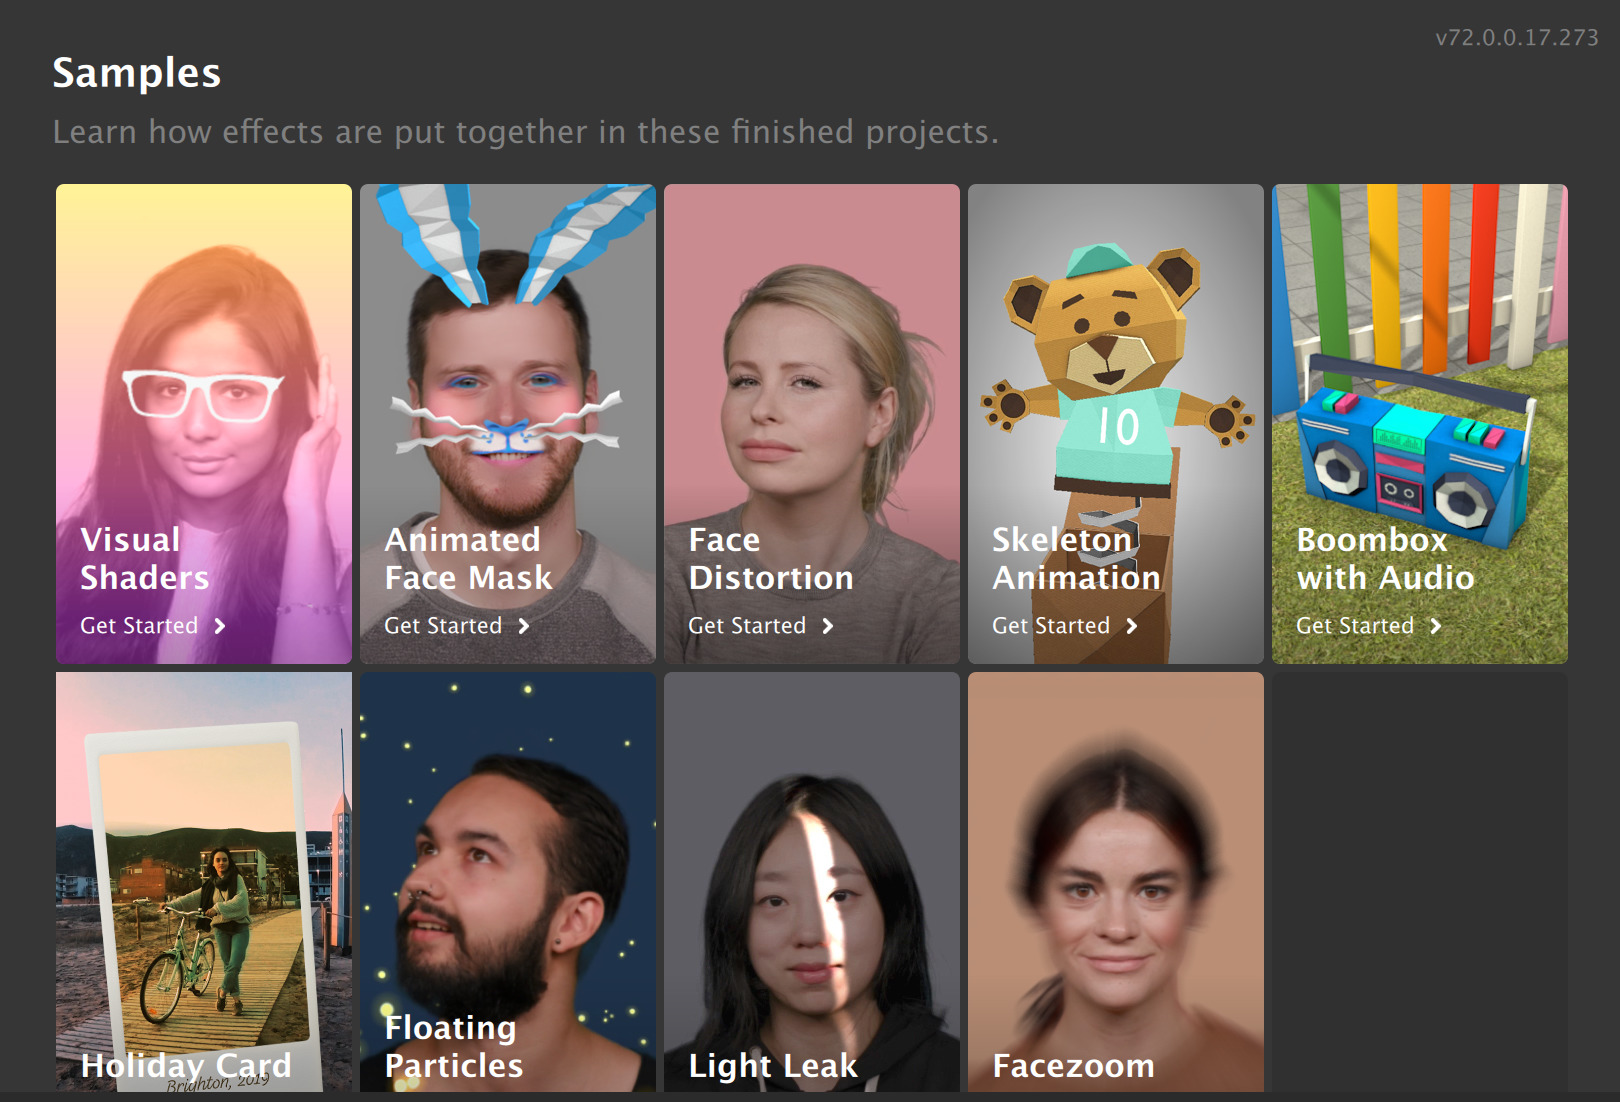 v72.0.0.17.273
Samples
Learn how effects are put together in these finished projects.
Visual
Shaders
Get Started
Animated
Face Mask
Get Started
Face
Distortion
Get Started
10
Skeleton
Animation
Get Started
Boombox
with Audio
Get Started
Holiday Card
Brighton, 2019
Floating
Particles
Light Leak
Facezoom